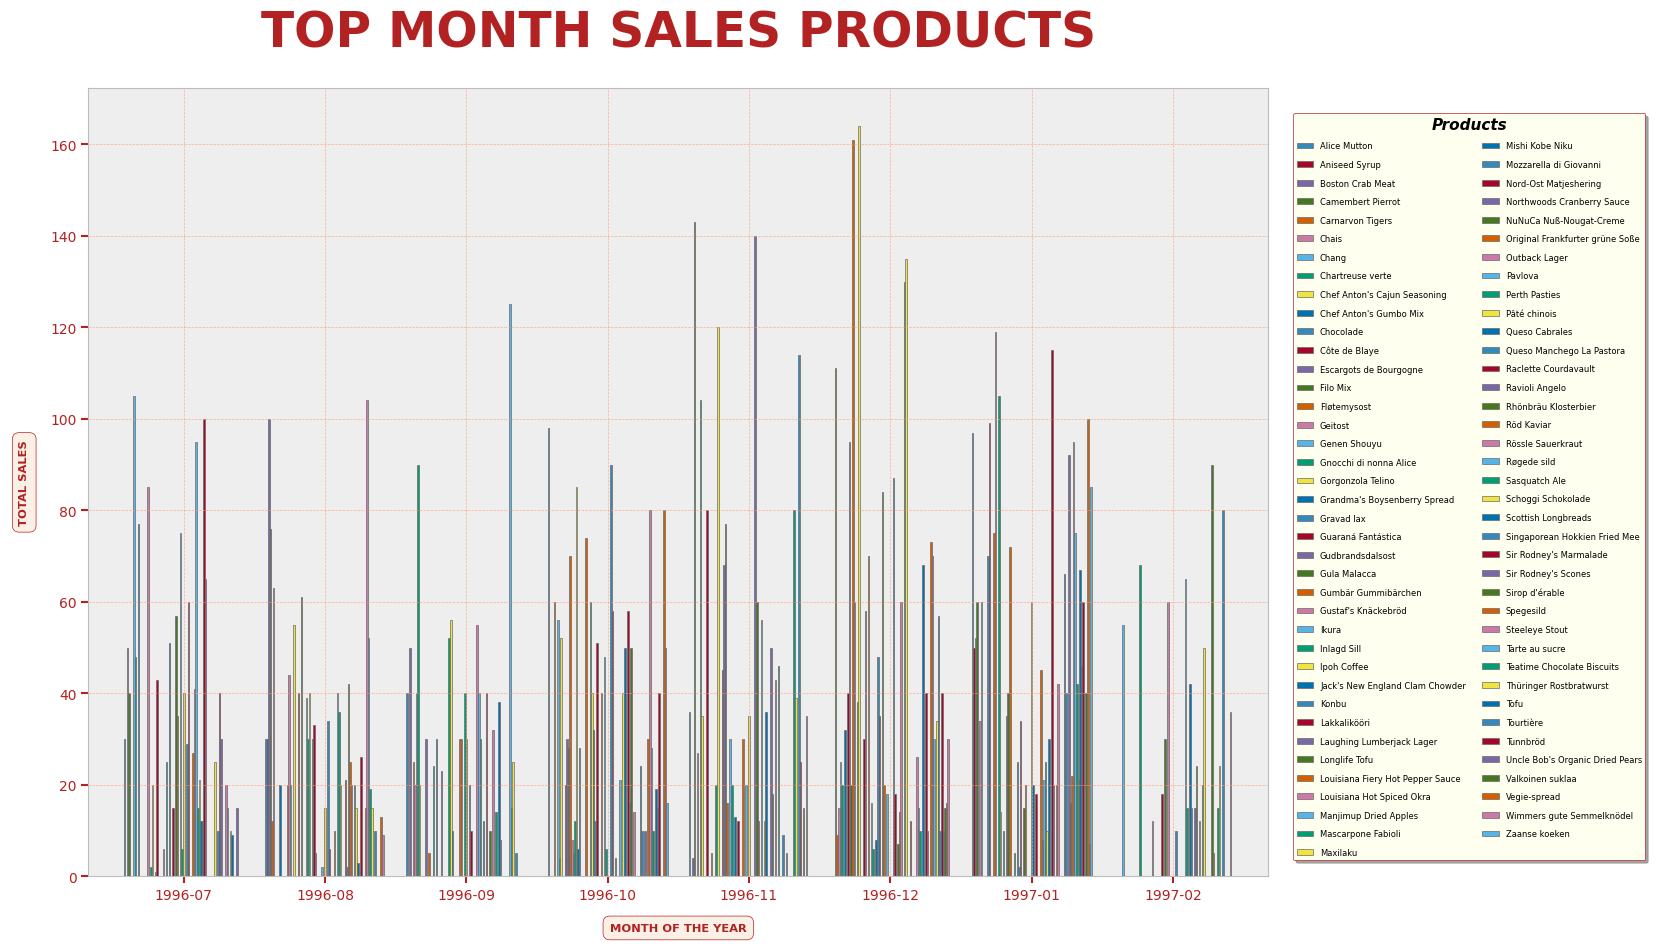 TOP MONTH SALES PRODUCTS
160
140
120
100
80
60
40
20
0
TOTAL SALES
1996-07
1996-08
1996-09
1996-10
1996-11
1996-12
1997-01
1997-02
MONTH OF THE YEAR
Products
Alice Mutton
Aniseed Syrup
Boston Crab Meat
Camembert Pierrot
Carnarvon Tigers
Chais
Chang
Chartreuse verte
Chef Anton's Cajun Seasoning
Chef Anton's Gumbo Mix
Chocolade
Côte de Blaye
Escargots de Bourgogne
Filo Mix
Fløtemysost
Geitost
Genen Shouyu
Gnocchi di nonna Alice
Gorgonzola Telino
Grandma's Boysenberry Spread
Gravad lax
Guaraná Fantástica
Gudbrandsdalsost
Gula Malacca
Gumbär Gummibärchen
Gustaf's Knäckebröd
Ikura
Inlagd Sill
Ipoh Coffee
Jack's New England Clam Chowder
Konbu
Lakkalikööri
Laughing Lumberjack Lager
Longlife Tofu
Louisiana Fiery Hot Pepper Sauce
Louisiana Hot Spiced Okra
Manjimup Dried Apples
Mascarpone Fabioli
Maxilaku
Mishi Kobe Niku
Mozzarella di Giovanni
Nord-Ost Matjeshering
Northwoods Cranberry Sauce
NuNuCa Nuß-Nougat-Creme
Original Frankfurter grüne Soße
Outback Lager
Pavlova
Perth Pasties
Pâté chinois
Queso Cabrales
Queso Manchego La Pastora
Raclette Courdavault
Ravioli Angelo
Rhönbräu Klosterbier
Röd Kaviar
Rössle Sauerkraut
Røgede sild
Sasquatch Ale
Schoggi Schokolade
Scottish Longbreads
Singaporean Hokkien Fried Mee
Sir Rodney's Marmalade
Sir Rodney's Scones
Sirop d'érable
Spegesild
Steeleye Stout
Tarte au sucre
Teatime Chocolate Biscuits
Thüringer Rostbratwurst
Tofu
Tourtière
Tunnbröd
Uncle Bob's Organic Dried Pears
Valkoinen suklaa
Vegie-spread
Wimmers gute Semmelknödel
Zaanse koeken